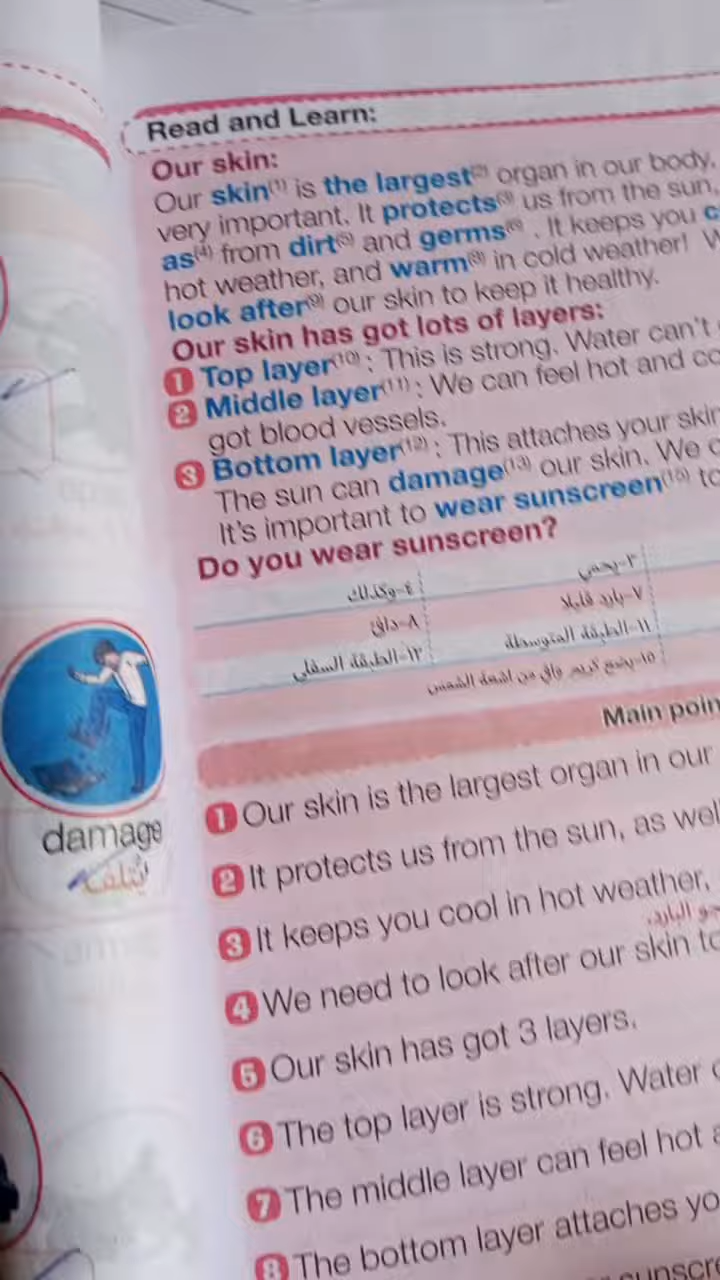 Read and Learn:
Our skin:
Our skin(1) is the largest(2) organ in our body.
very important. It protects(3) us from the sun,
as(4) from dirt(5) and germs(6). It keeps you c
hot weather, and warm(8) in cold weather! W
look after(9) our skin to keep it healthy.
Our skin has got lots of layers:
1 Top layer(10): This is strong. Water can't
2 Middle layer(11): We can feel hot and co
got blood vessels.
3 Bottom layer(12): This attaches your skin
The sun can damage(13) our skin. We c
It's important to wear sunscreen(15) to
Do you wear sunscreen?
٣-يحمي
٤-وكذلك
٧-بارد قليلا
٨-دافئ
١١-الطبقة المتوسطة
١٢-الطبقة السفلى
١٥-يضع كريم واق من اشعة الشمس
Main poin
1 Our skin is the largest organ in our
2 It protects us from the sun, as wel
3 It keeps you cool in hot weather,
البارد.
4 We need to look after our skin to
5 Our skin has got 3 layers.
6 The top layer is strong. Water c
7 The middle layer can feel hot a
8 The bottom layer attaches yo
sunscre
damage
يتلف